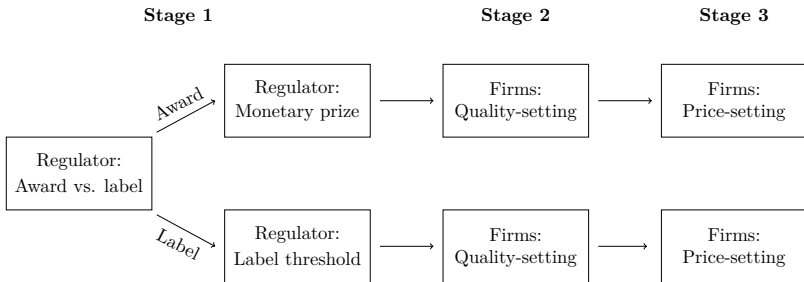 Stage 1
Stage 2
Stage 3
Regulator:
Award vs. label
Award
Regulator:
Monetary prize
Firms:
Quality-setting
Firms:
Price-setting
Label
Regulator:
Label threshold
Firms:
Quality-setting
Firms:
Price-setting